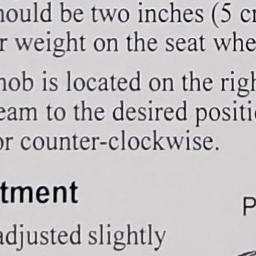 hould be two inches (5 cr
r weight on the seat whe
nob is located on the righ
eam to the desired positi
or counter-clockwise.
tment
P
adjusted slightly